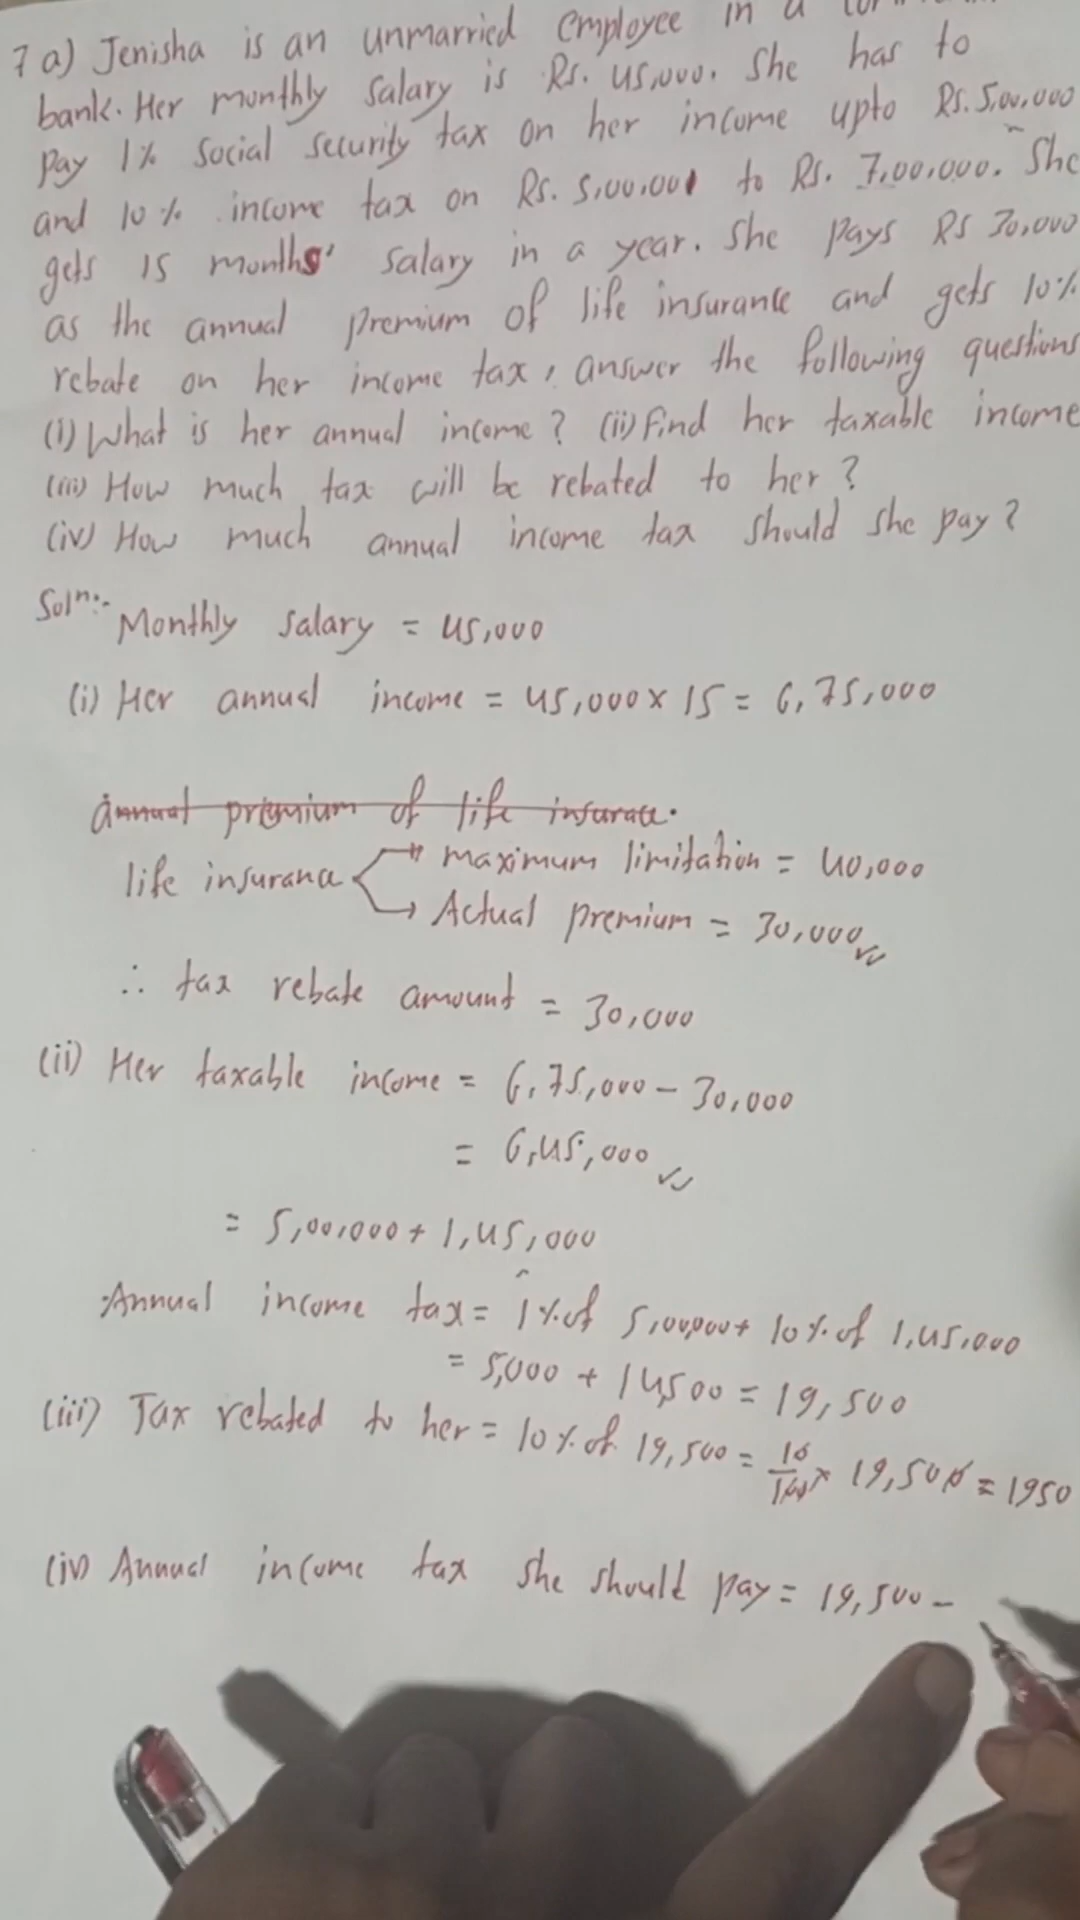 7 a) Jenisha is an unmarried employee in a
bank. Her monthly salary is Rs. 45,000. She has to
pay 1% Social security tax on her income upto Rs. 5,00,000
and 10% income tax on Rs. 5,00,001 to Rs. 7,00,000. She
gets 15 months' salary in a year. She pays RS 30,000
as the annual premium of life insurance and gets 10%
rebate on her income tax, answer the following questions
(i) What is her annual income? (ii) find her taxable income
(iii) How much tax will be rebated to her?
(iv) How much annual income tax should she pay?
Soln:-
Monthly salary = 45,000
(i) Her annual income = 45,000 x 15 = 6,75,000
annual premium of life insurace.
life insurance → maximum limitation = 40,000
→ Actual premium = 30,000
∴ tax rebate amount = 30,000
(ii) Her taxable income = 6,75,000 - 30,000
= 6,45,000
= 5,00,000 + 1,45,000
Annual income tax = 1% of 5,00,000 + 10% of 1,45,000
= 5,000 + 14,500 = 19,500
(iii) Tax rebated to her = 10% of 19,500 = 10/100 x 19,500 = 1950
(iv) Annual income tax she should pay = 19,500 -